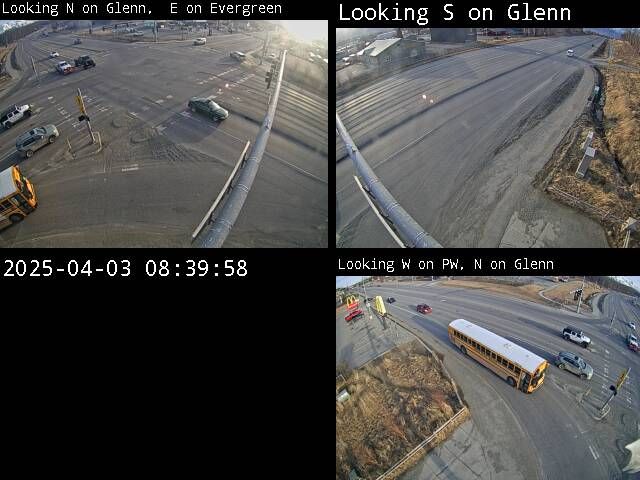 Looking N on Glenn, E on Evergreen
Looking S on Glenn
2025-04-03 08:39:58
Looking W on PW, N on Glenn